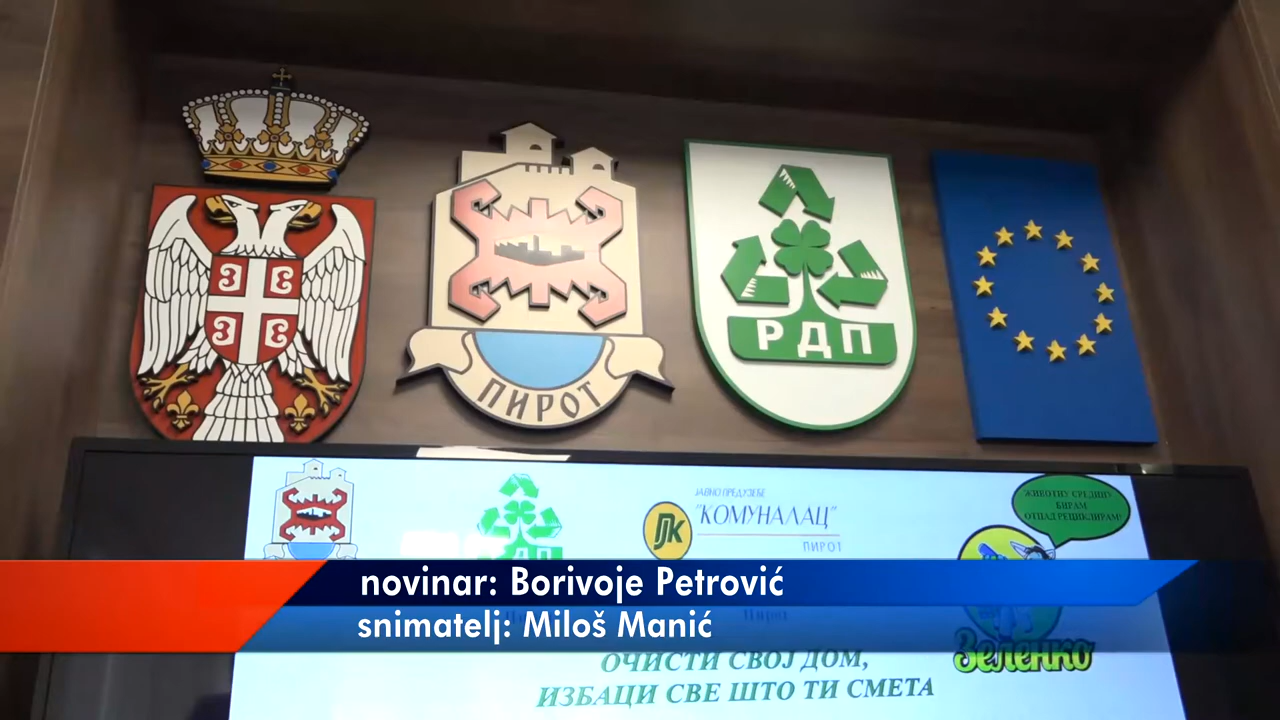 ПИРОТ
РДП
ЈАВНО ПРЕДУЗЕЋЕ
"КОМУНАЛАЦ"
ПИРОТ
ЖИВОТНУ СРЕДИНУ
БИРАМ
ОТПАД РЕЦИКЛИРАМ!
novinar: Borivoje Petrović
snimatelj: Miloš Manić
Зеленко
ОЧИСТИ СВОЈ ДОМ,
ИЗБАЦИ СВЕ ШТО ТИ СМЕТА